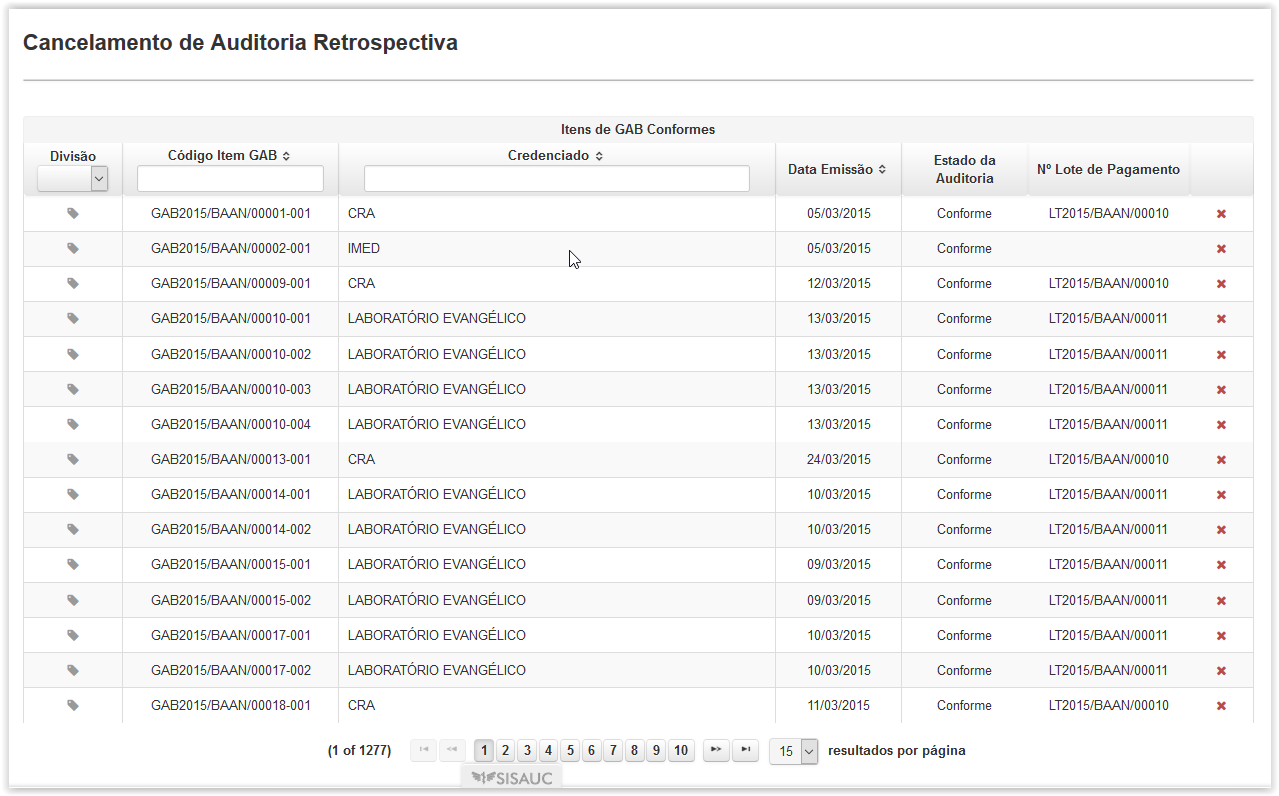 Cancelamento de Auditoria Retrospectiva
Itens de GAB Conformes
Divisão Código Item GAB Credenciado Data Emissão Estado da Auditoria Nº Lote de Pagamento
GAB2015/BAAN/00001-001 CRA 05/03/2015 Conforme LT2015/BAAN/00010
GAB2015/BAAN/00002-001 IMED 05/03/2015 Conforme
GAB2015/BAAN/00009-001 CRA 12/03/2015 Conforme LT2015/BAAN/00010
GAB2015/BAAN/00010-001 LABORATÓRIO EVANGÉLICO 13/03/2015 Conforme LT2015/BAAN/00011
GAB2015/BAAN/00010-002 LABORATÓRIO EVANGÉLICO 13/03/2015 Conforme LT2015/BAAN/00011
GAB2015/BAAN/00010-003 LABORATÓRIO EVANGÉLICO 13/03/2015 Conforme LT2015/BAAN/00011
GAB2015/BAAN/00010-004 LABORATÓRIO EVANGÉLICO 13/03/2015 Conforme LT2015/BAAN/00011
GAB2015/BAAN/00013-001 CRA 24/03/2015 Conforme LT2015/BAAN/00010
GAB2015/BAAN/00014-001 LABORATÓRIO EVANGÉLICO 10/03/2015 Conforme LT2015/BAAN/00011
GAB2015/BAAN/00014-002 LABORATÓRIO EVANGÉLICO 10/03/2015 Conforme LT2015/BAAN/00011
GAB2015/BAAN/00015-001 LABORATÓRIO EVANGÉLICO 09/03/2015 Conforme LT2015/BAAN/00011
GAB2015/BAAN/00015-002 LABORATÓRIO EVANGÉLICO 09/03/2015 Conforme LT2015/BAAN/00011
GAB2015/BAAN/00017-001 LABORATÓRIO EVANGÉLICO 10/03/2015 Conforme LT2015/BAAN/00011
GAB2015/BAAN/00017-002 LABORATÓRIO EVANGÉLICO 10/03/2015 Conforme LT2015/BAAN/00011
GAB2015/BAAN/00018-001 CRA 11/03/2015 Conforme LT2015/BAAN/00010
(1 of 1277) 1 2 3 4 5 6 7 8 9 10 15 resultados por página
SISAUC